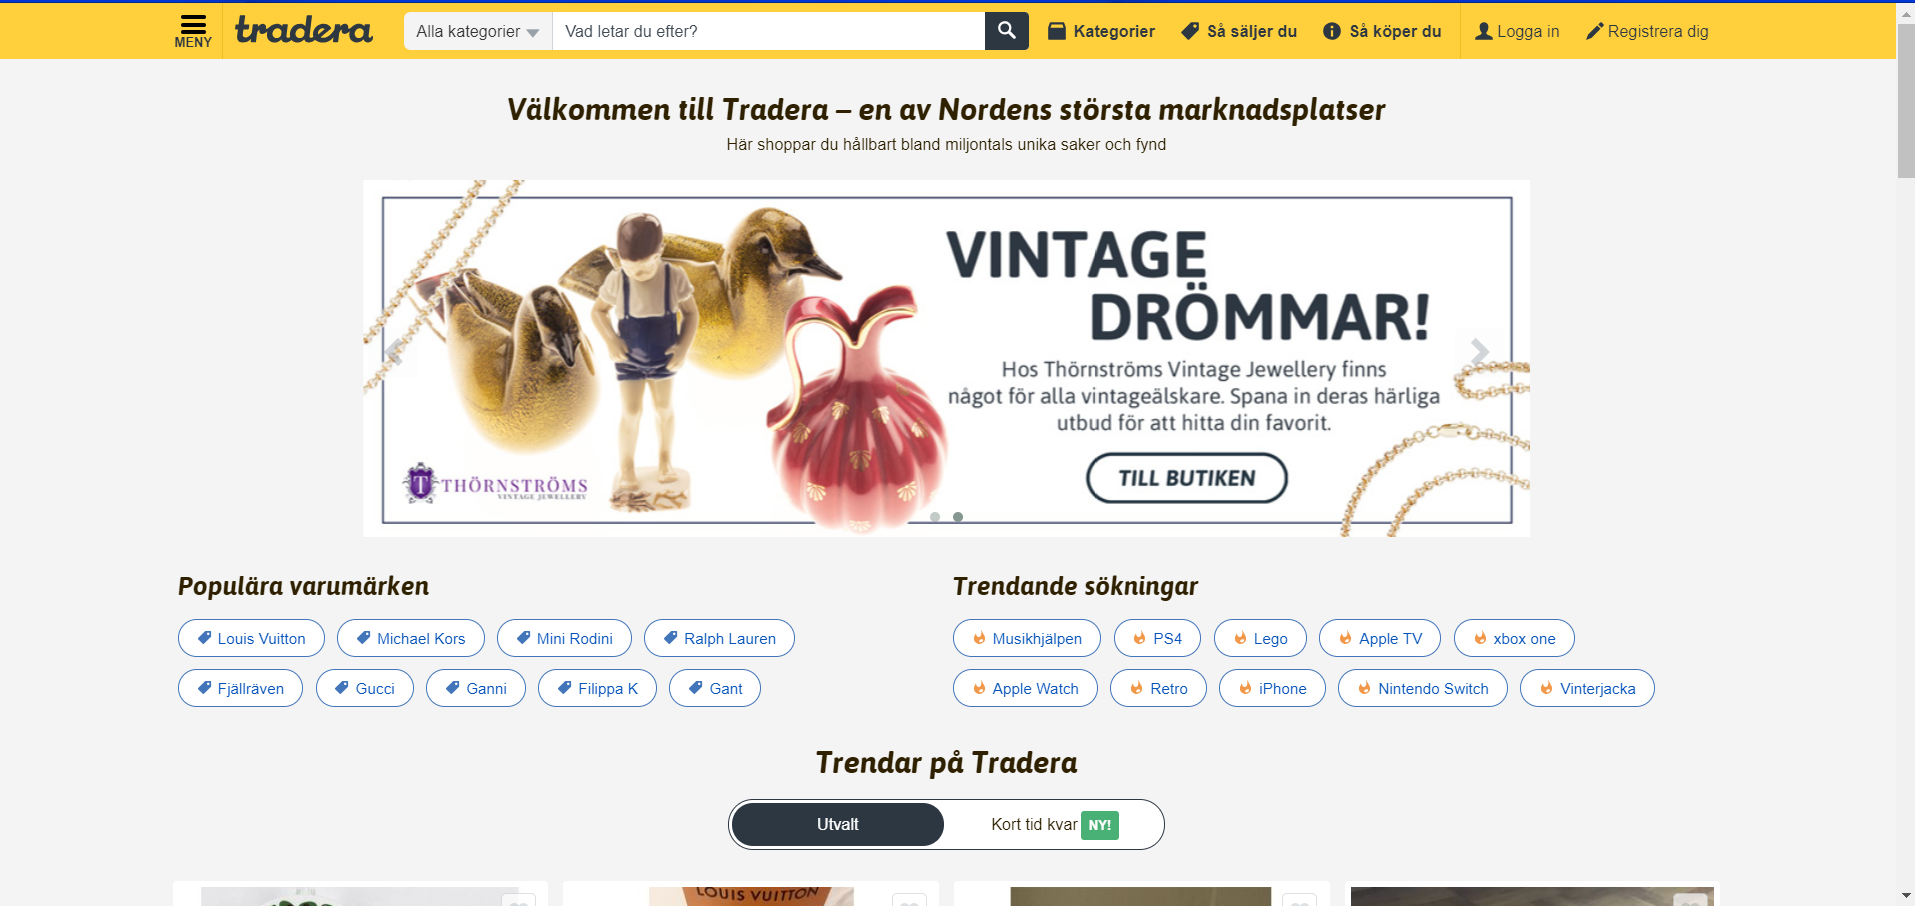 MENY
tradera
Alla kategorier
Vad letar du efter?
Kategorier
Så säljer du
Så köper du
Logga in
Registrera dig
Välkommen till Tradera – en av Nordens största marknadsplatser
Här shoppar du hållbart bland miljontals unika saker och fynd
VINTAGE
DRÖMMAR!
Hos Thörnströms Vintage Jewellery finns
något för alla vintageälskare. Spana in deras härliga
utbud för att hitta din favorit.
TILL BUTIKEN
T THÖRNSTRÖMS
VINTAGE JEWELLERY
Populära varumärken
Louis Vuitton
Michael Kors
Mini Rodini
Ralph Lauren
Fjällräven
Gucci
Ganni
Filippa K
Gant
Trendande sökningar
Musikhjälpen
PS4
Lego
Apple TV
xbox one
Apple Watch
Retro
iPhone
Nintendo Switch
Vinterjacka
Trendar på Tradera
Utvalt
Kort tid kvar NY!
LOUIS VUITTON